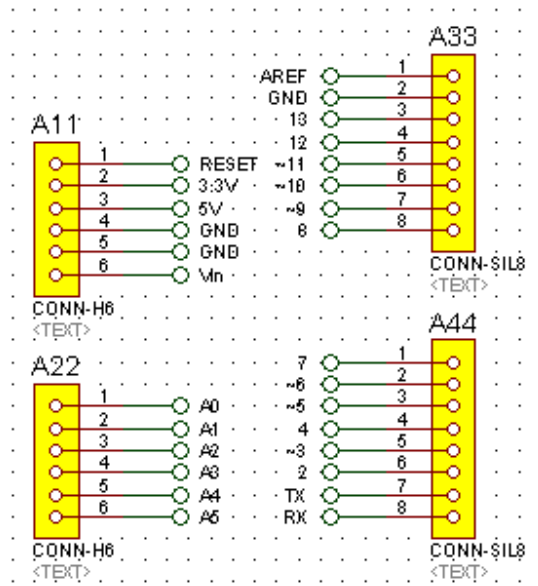 A11
1 RESET
2 3.3V
3 5V
4 GND
5 GND
6 Vin
CONN-H6
<TEXT>
A22
1 A0
2 A1
3 A2
4 A3
5 A4
6 A5
CONN-H6
<TEXT>
A33
AREF 1
GND 2
13 3
12 4
~11 5
~10 6
~9 7
8 8
CONN-SIL8
<TEXT>
A44
7 1
~6 2
~5 3
4 4
~3 5
2 6
TX 7
RX 8
CONN-SIL8
<TEXT>